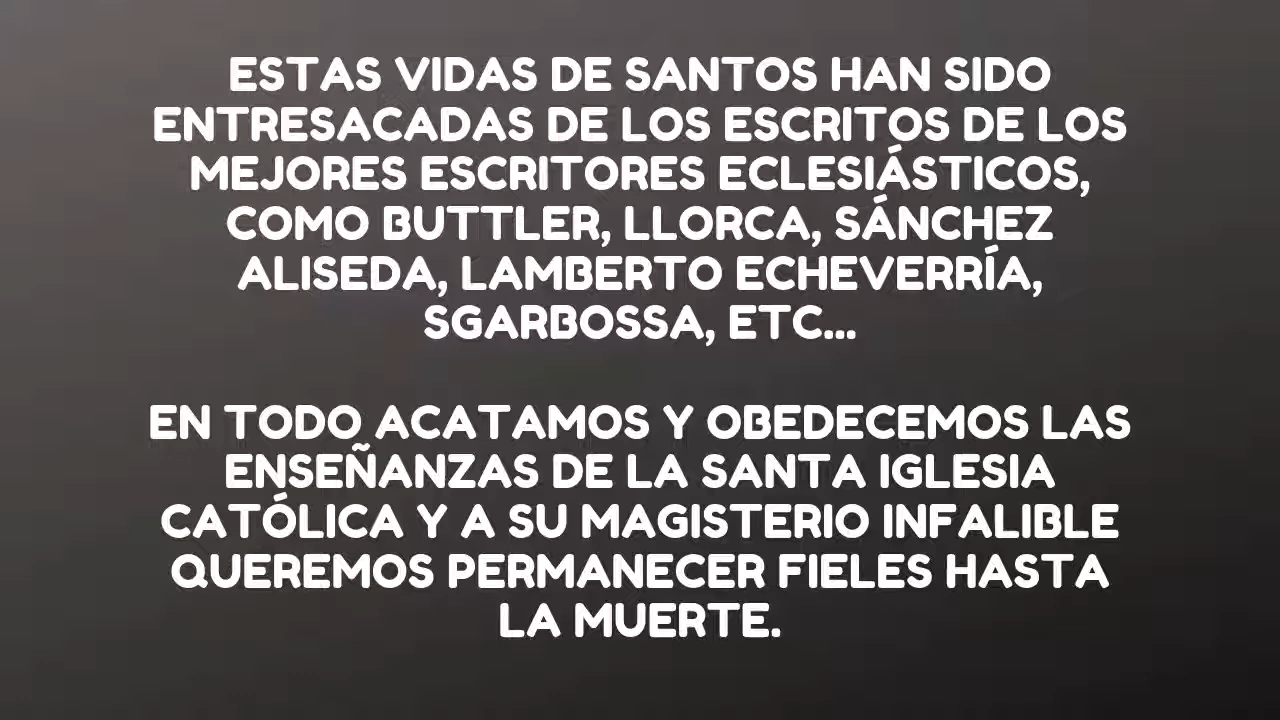 ESTAS VIDAS DE SANTOS HAN SIDO
ENTRESACADAS DE LOS ESCRITOS DE LOS
MEJORES ESCRITORES ECLESIÁSTICOS,
COMO BUTTLER, LLORCA, SÁNCHEZ
ALISEDA, LAMBERTO ECHEVERRÍA,
SGARBOSSA, ETC...
EN TODO ACATAMOS Y OBEDECEMOS LAS
ENSEÑANZAS DE LA SANTA IGLESIA
CATÓLICA Y A SU MAGISTERIO INFALIBLE
QUEREMOS PERMANECER FIELES HASTA
LA MUERTE.